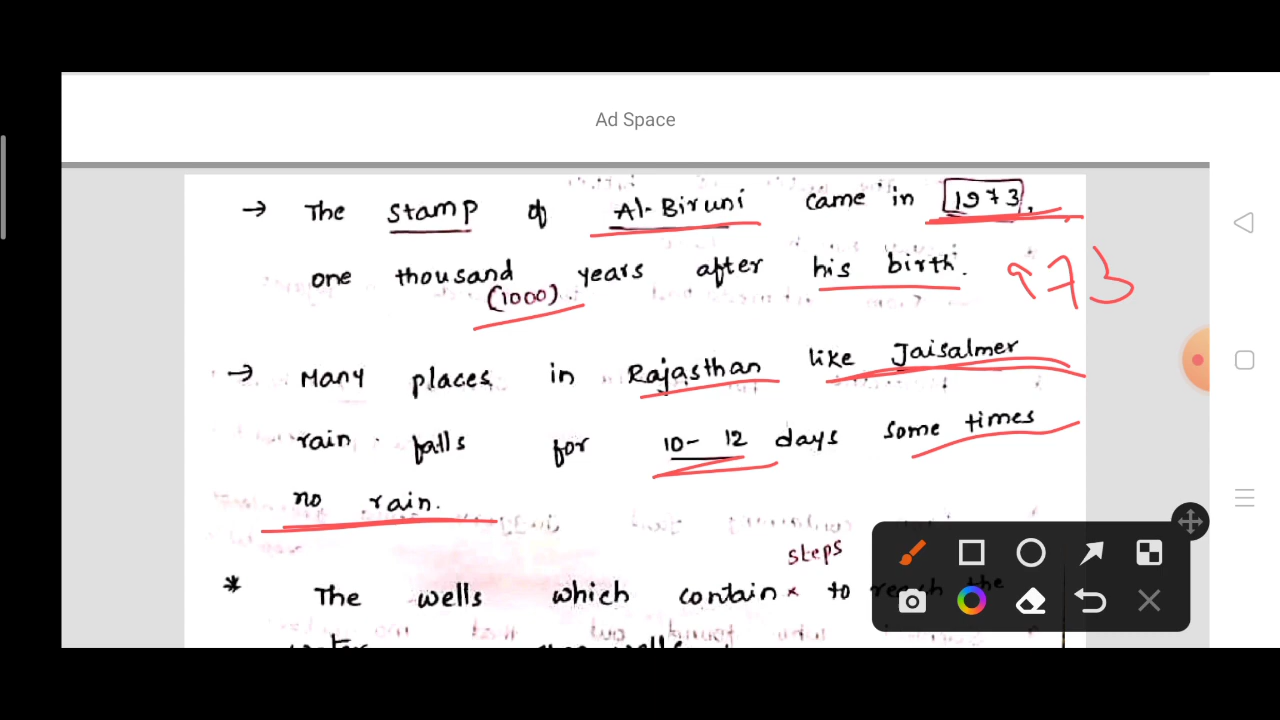 Ad Space
→ The stamp of Al-Biruni came in 1973,
one thousand years after his birth. 973
(1000)
→ Many places in Rajasthan like Jaisalmer
rain falls for 10-12 days some times
no rain.
steps
* The wells which contain × to reach the